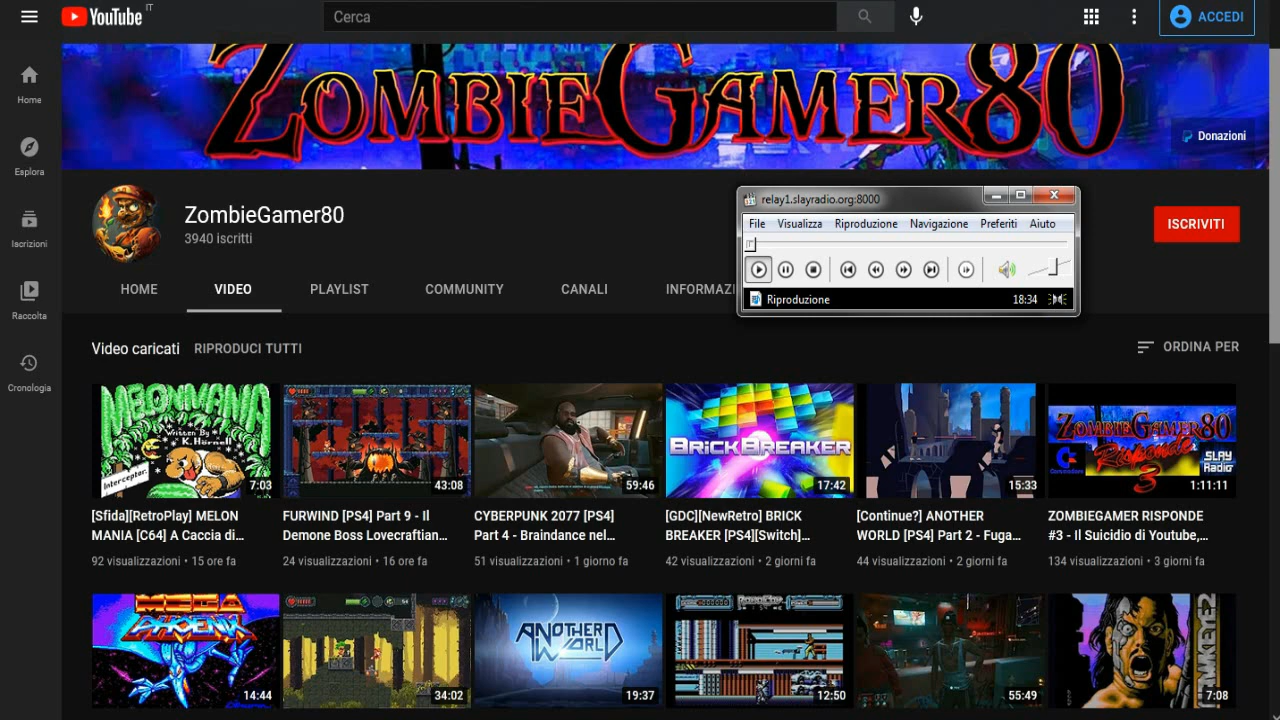 YouTube IT
Cerca
ACCEDI
ZOMBIEGAMER80
Donazioni
Home
Esplora
Iscrizioni
Raccolta
Cronologia
ZombieGamer80
3940 iscritti
ISCRIVITI
relay1.slayradio.org:8000
File Visualizza Riproduzione Navigazione Preferiti Aiuto
Riproduzione 18:34
HOME VIDEO PLAYLIST COMMUNITY CANALI INFORMAZI
Video caricati RIPRODUCI TUTTI
ORDINA PER
MELONMANIA
Written By
K. Hörnell
Interceptor.
7:03
43:08
59:46
BRICKBREAKER
17:42
15:33
ZOMBIEGAMER80
Risponde
3
Commodore
SLAY
Radio
1:11:11
[Sfida][RetroPlay] MELON
MANIA [C64] A Caccia di...
92 visualizzazioni • 15 ore fa
FURWIND [PS4] Part 9 - Il
Demone Boss Lovecraftian...
24 visualizzazioni • 16 ore fa
CYBERPUNK 2077 [PS4]
Part 4 - Braindance nel...
51 visualizzazioni • 1 giorno fa
[GDC][NewRetro] BRICK
BREAKER [PS4][Switch]...
42 visualizzazioni • 2 giorni fa
[Continue?] ANOTHER
WORLD [PS4] Part 2 - Fuga...
44 visualizzazioni • 2 giorni fa
ZOMBIEGAMER RISPONDE
#3 - Il Suicidio di Youtube,...
134 visualizzazioni • 3 giorni fa
MEGA
PHOENIX
14:44
34:02
ANOTHER
WORLD
19:37
ROBOCOP
12:50
55:49
7:08